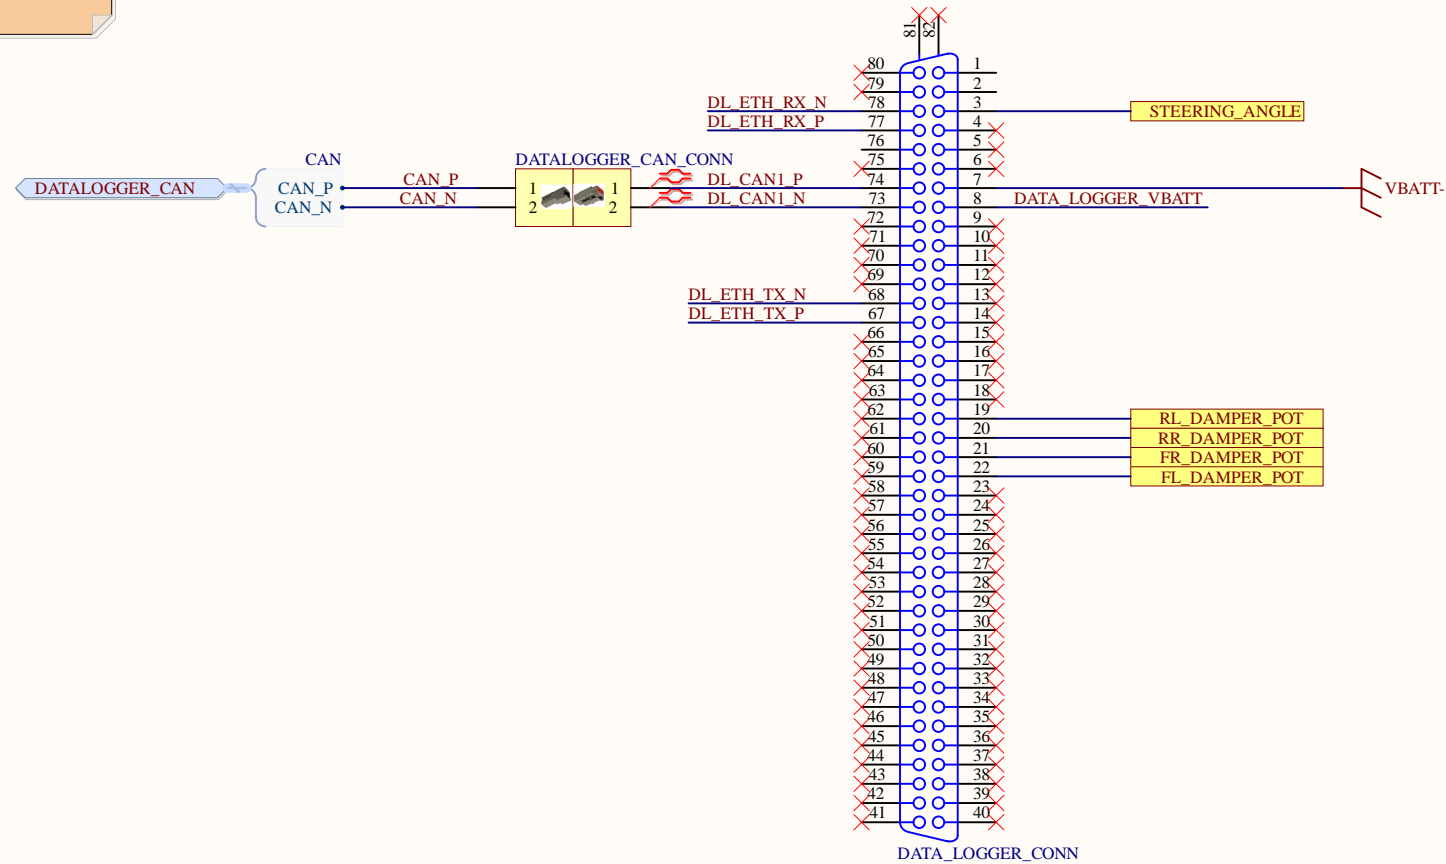 81 82
80 1
79 2
DL_ETH_RX_N 78 3 STEERING_ANGLE
DL_ETH_RX_P 77 4
76 5
CAN DATALOGGER_CAN_CONN 75 6
DATALOGGER_CAN CAN_P CAN_P 1 1 DL_CAN1_P 74 7 VBATT-
CAN_N CAN_N 2 2 DL_CAN1_N 73 8 DATA_LOGGER_VBATT
72 9
71 10
70 11
69 12
DL_ETH_TX_N 68 13
DL_ETH_TX_P 67 14
66 15
65 16
64 17
63 18
62 19 RL_DAMPER_POT
61 20 RR_DAMPER_POT
60 21 FR_DAMPER_POT
59 22 FL_DAMPER_POT
58 23
57 24
56 25
55 26
54 27
53 28
52 29
51 30
50 31
49 32
48 33
47 34
46 35
45 36
44 37
43 38
42 39
41 40
DATA_LOGGER_CONN